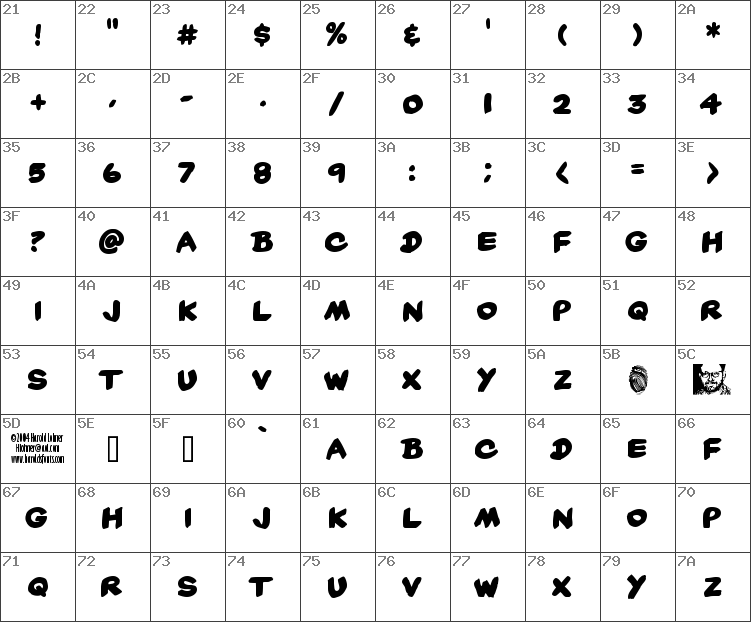 21 22 23 24 25 26 27 28 29 2A
! " # $ % & ' ( ) *
2B 2C 2D 2E 2F 30 31 32 33 34
+ , - . / 0 1 2 3 4
35 36 37 38 39 3A 3B 3C 3D 3E
5 6 7 8 9 : ; < = >
3F 40 41 42 43 44 45 46 47 48
? @ A B C D E F G H
49 4A 4B 4C 4D 4E 4F 50 51 52
I J K L M N O P Q R
53 54 55 56 57 58 59 5A 5B 5C
S T U V W X Y Z
5D 5E 5F 60 61 62 63 64 65 66
©2004 Harold Lohner
Hlohner@aol.com
www.haroldsfonts.com
` A B C D E F
67 68 69 6A 6B 6C 6D 6E 6F 70
G H I J K L M N O P
71 72 73 74 75 76 77 78 79 7A
Q R S T U V W X Y Z